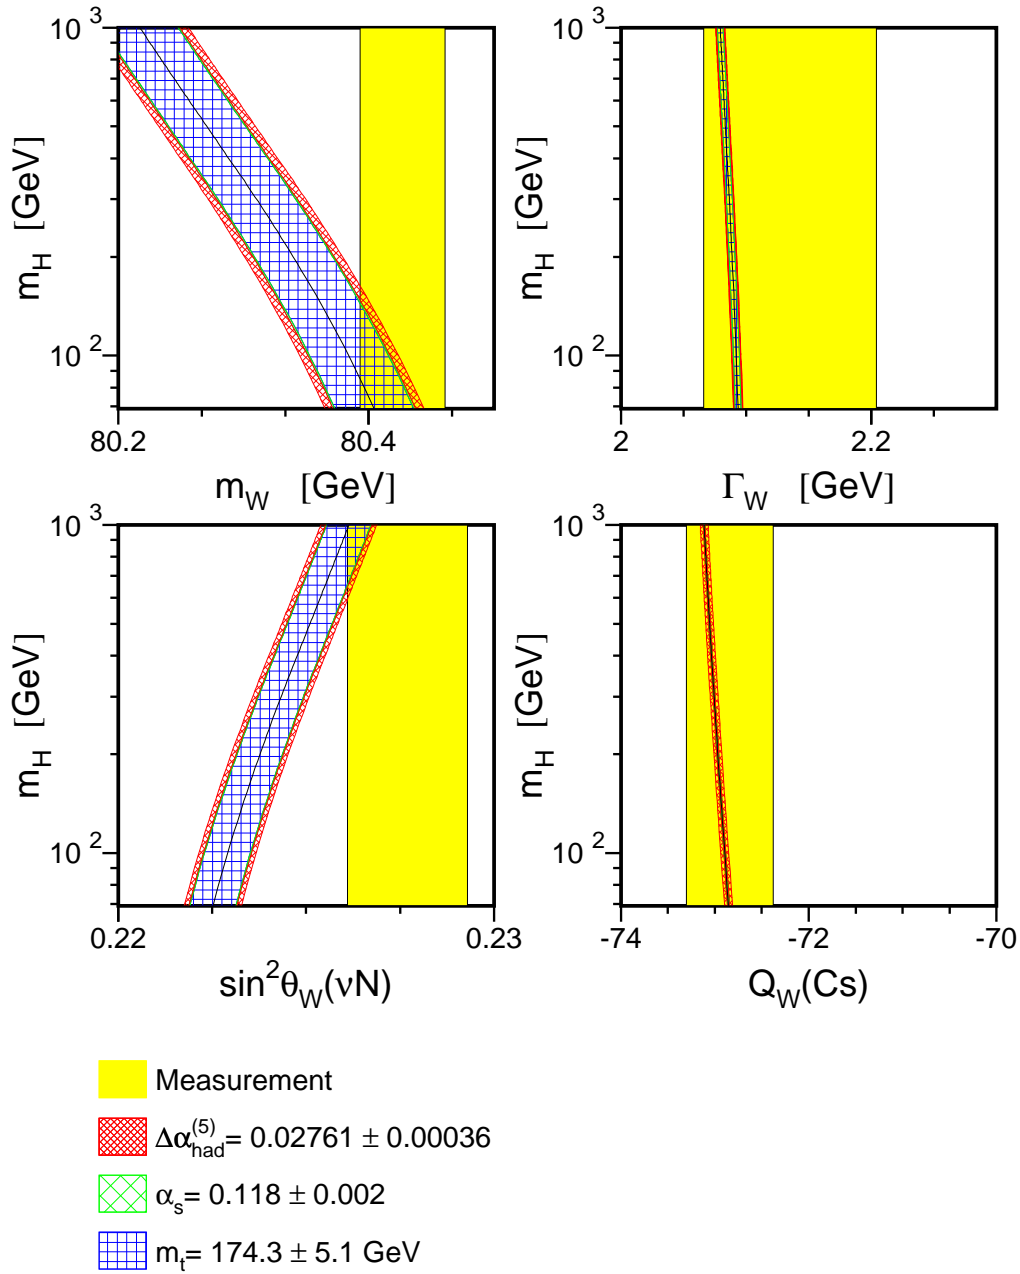 10³
10²
m_H [GeV]
80.2 80.4
m_W [GeV]
10³
10²
m_H [GeV]
2 2.2
Γ_W [GeV]
10³
10²
m_H [GeV]
0.22 0.23
sin²θ_W(νN)
10³
10²
m_H [GeV]
-74 -72 -70
Q_W(Cs)
Measurement
Δα_had^(5)= 0.02761 ± 0.00036
α_s= 0.118 ± 0.002
m_t= 174.3 ± 5.1 GeV